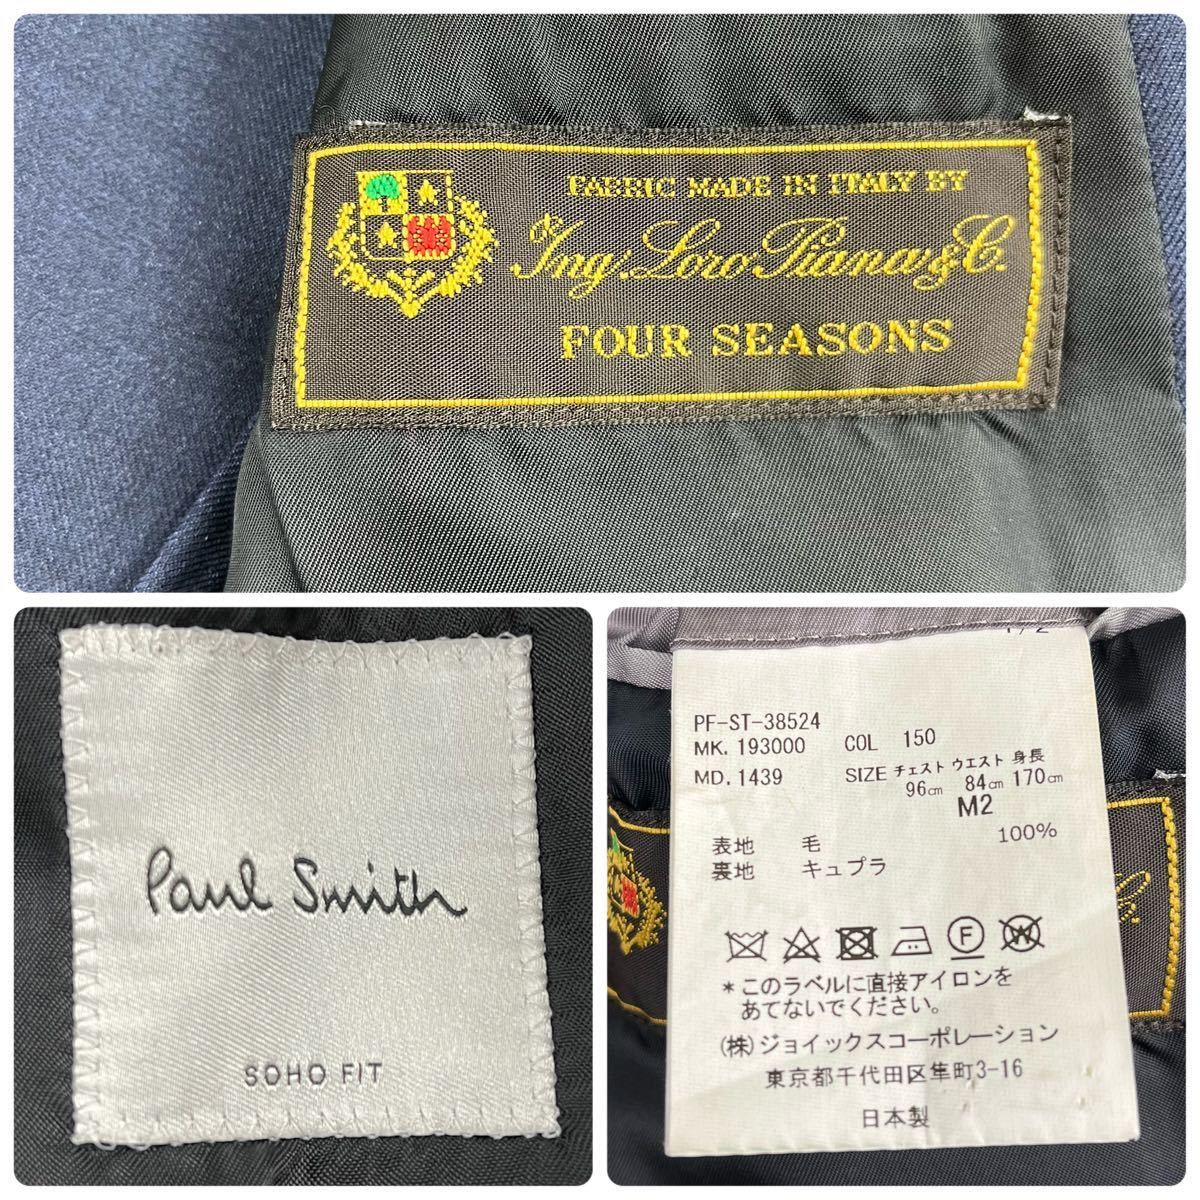 FABRIC MADE IN ITALY BY
Ing. Loro Piana & C.
FOUR SEASONS
Paul Smith
SOHO FIT
1/2
PF-ST-38524
MK. 193000 COL 150
MD. 1439 SIZE チェスト ウエスト 身長
96cm 84cm 170cm
M2
表地 毛 100%
裏地 キュプラ
F W
*このラベルに直接アイロンを
あてないでください。
(株)ジョイックスコーポレーション
東京都千代田区隼町3-16
日本製